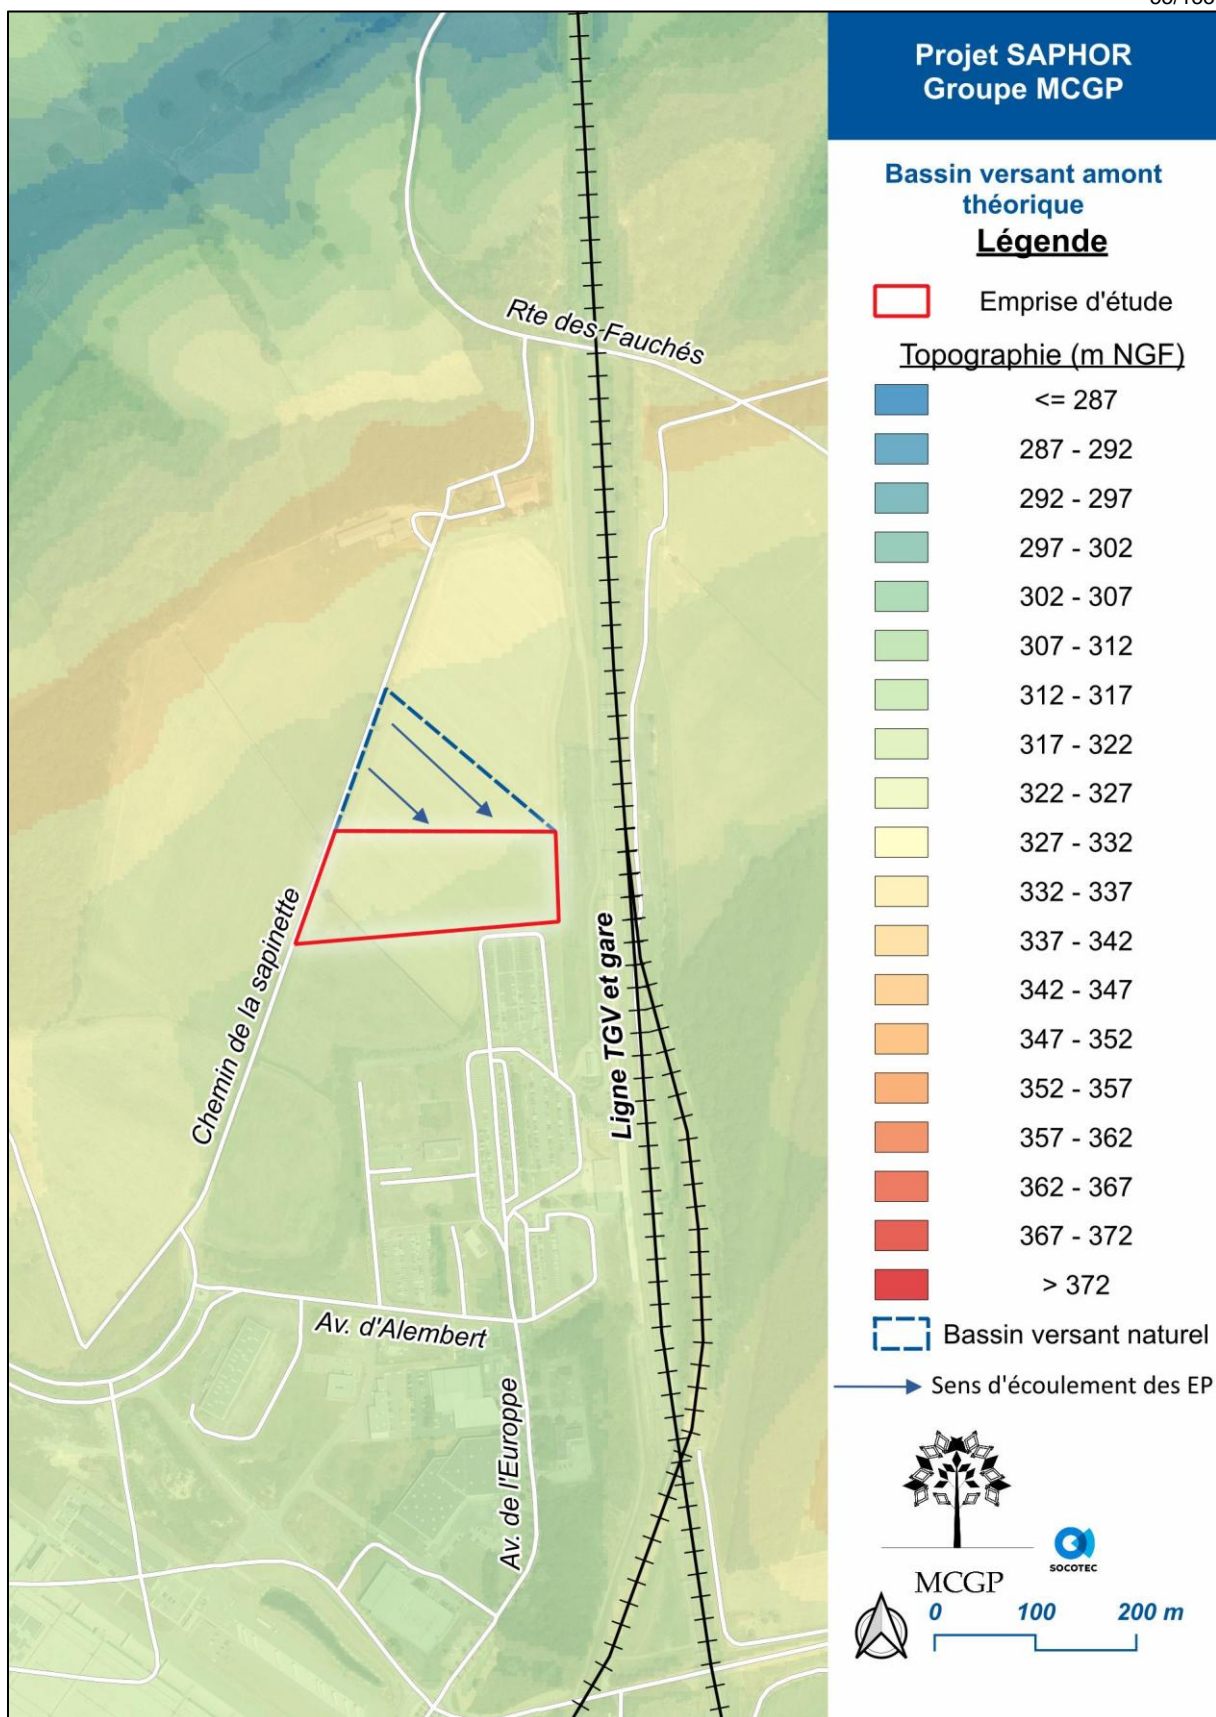 Projet SAPHOR
Groupe MCGP
Bassin versant amont
théorique
Légende
Emprise d'étude
Topographie (m NGF)
<= 287
287 - 292
292 - 297
297 - 302
302 - 307
307 - 312
312 - 317
317 - 322
322 - 327
327 - 332
332 - 337
337 - 342
342 - 347
347 - 352
352 - 357
357 - 362
362 - 367
367 - 372
> 372
Bassin versant naturel
Sens d'écoulement des EP
MCGP
SOCOTEC
0 100 200 m
Rte des Fauchés
Chemin de la sapinette
Ligne TGV et gare
Av. d'Alembert
Av. de l'Europpe